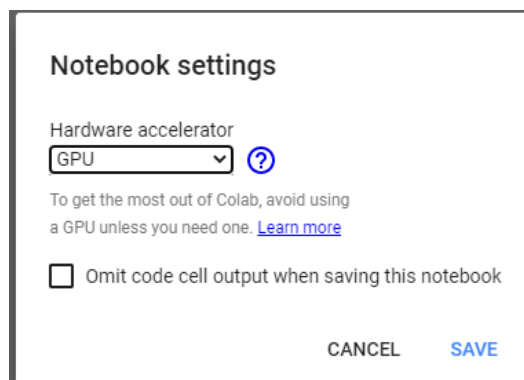 Notebook settings
Hardware accelerator
GPU
?
To get the most out of Colab, avoid using
a GPU unless you need one. Learn more
Omit code cell output when saving this notebook
CANCEL SAVE